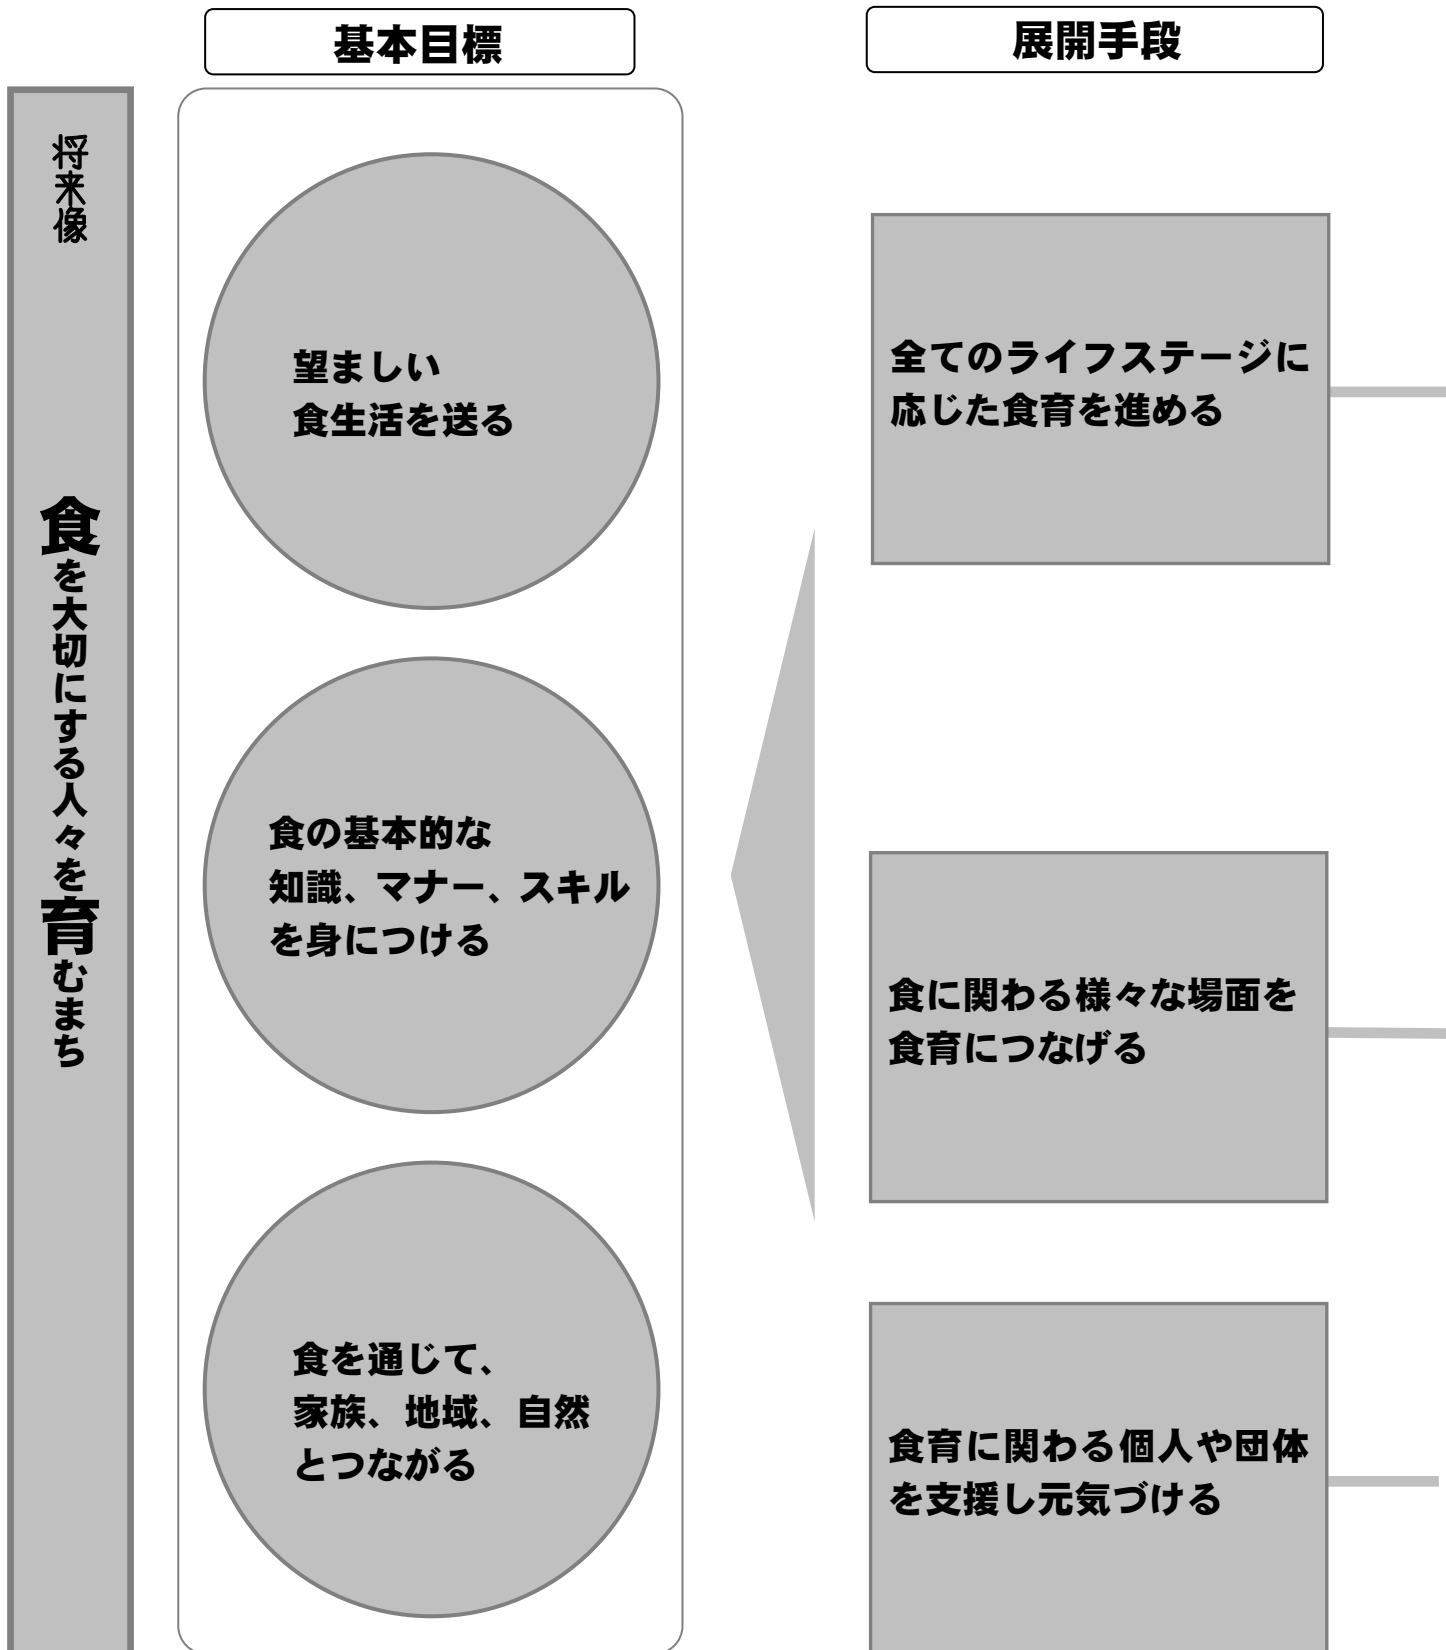 基本目標
展開手段
将来像
食を大切にする人々を育むまち
望ましい
食生活を送る
食の基本的な
知識、マナー、スキル
を身につける
食を通じて、
家族、地域、自然
とつながる
全てのライフステージに
応じた食育を進める
食に関わる様々な場面を
食育につなげる
食育に関わる個人や団体
を支援し元気づける